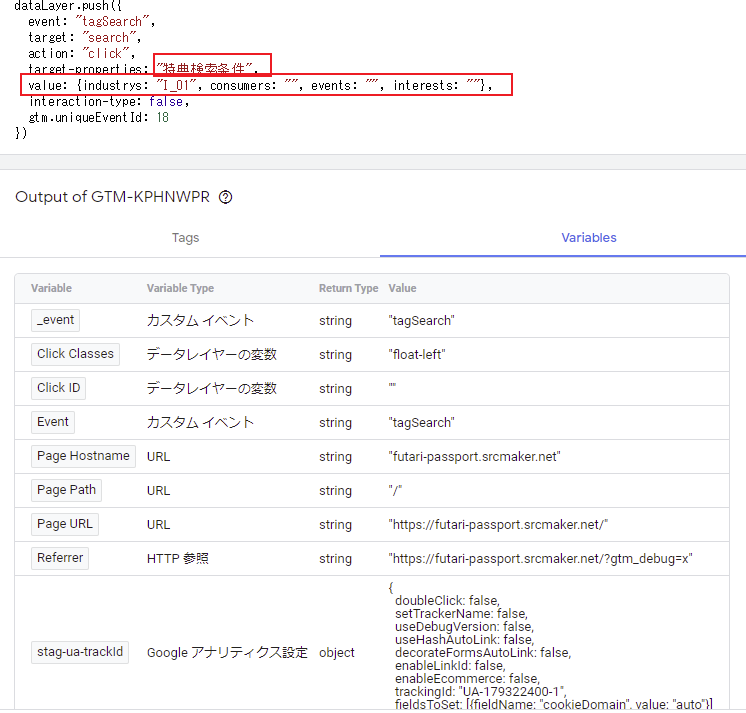 dataLayer.push({
event: "tagSearch",
target: "search",
action: "click",
target-properties: "特典検索条件",
value: {industrys: "I_01", consumers: "", events: "", interests: ""},
interaction-type: false,
gtm.uniqueEventId: 18
})
Output of GTM-KPHNWPR ?
Tags Variables
Variable Variable Type Return Type Value
_event カスタム イベント string "tagSearch"
Click Classes データレイヤーの変数 string "float-left"
Click ID データレイヤーの変数 string ""
Event カスタム イベント string "tagSearch"
Page Hostname URL string "futari-passport.srcmaker.net"
Page Path URL string "/"
Page URL URL string "https://futari-passport.srcmaker.net/"
Referrer HTTP 参照 string "https://futari-passport.srcmaker.net/?gtm_debug=x"
{
doubleClick: false,
setTrackerName: false,
useDebugVersion: false,
useHashAutoLink: false,
decorateFormsAutoLink: false,
stag-ua-trackId Google アナリティクス設定 object
enableLinkId: false,
enableEcommerce: false,
trackingId: "UA-179322400-1",
fieldsToSet: [{fieldName: "cookieDomain", value: "auto"}]